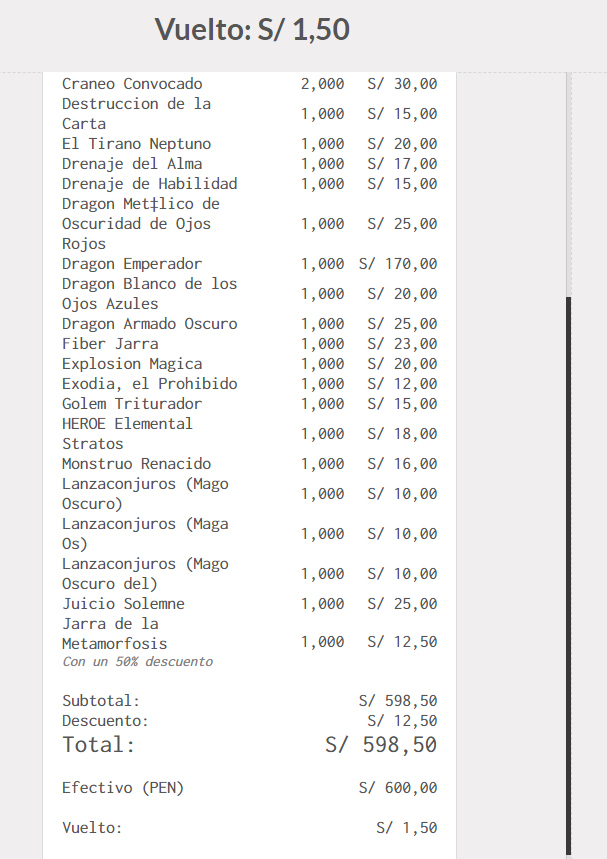 Vuelto: S/ 1,50
Craneo Convocado 2,000 S/ 30,00
Destruccion de la
Carta 1,000 S/ 15,00
El Tirano Neptuno 1,000 S/ 20,00
Drenaje del Alma 1,000 S/ 17,00
Drenaje de Habilidad 1,000 S/ 15,00
Dragon Met‡lico de
Oscuridad de Ojos 1,000 S/ 25,00
Rojos
Dragon Emperador 1,000 S/ 170,00
Dragon Blanco de los
Ojos Azules 1,000 S/ 20,00
Dragon Armado Oscuro 1,000 S/ 25,00
Fiber Jarra 1,000 S/ 23,00
Explosion Magica 1,000 S/ 20,00
Exodia, el Prohibido 1,000 S/ 12,00
Golem Triturador 1,000 S/ 15,00
HEROE Elemental
Stratos 1,000 S/ 18,00
Monstruo Renacido 1,000 S/ 16,00
Lanzaconjuros (Mago
Oscuro) 1,000 S/ 10,00
Lanzaconjuros (Maga
Os) 1,000 S/ 10,00
Lanzaconjuros (Mago
Oscuro del) 1,000 S/ 10,00
Juicio Solemne 1,000 S/ 25,00
Jarra de la
Metamorfosis 1,000 S/ 12,50
Con un 50% descuento
Subtotal: S/ 598,50
Descuento: S/ 12,50
Total: S/ 598,50
Efectivo (PEN) S/ 600,00
Vuelto: S/ 1,50